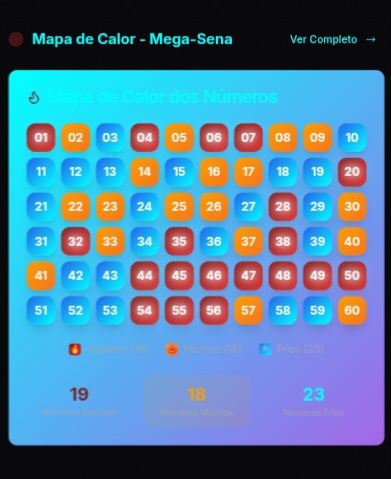 Mapa de Calor - Mega-Sena
Ver Completo →
Mapa de Calor dos Números
01 02 03 04 05 06 07 08 09 10
11 12 13 14 15 16 17 18 19 20
21 22 23 24 25 26 27 28 29 30
31 32 33 34 35 36 37 38 39 40
41 42 43 44 45 46 47 48 49 50
51 52 53 54 55 56 57 58 59 60
Quentes (19) Mornos (18) Frios (23)
19 18 23
Números Quentes Números Mornos Números Frios